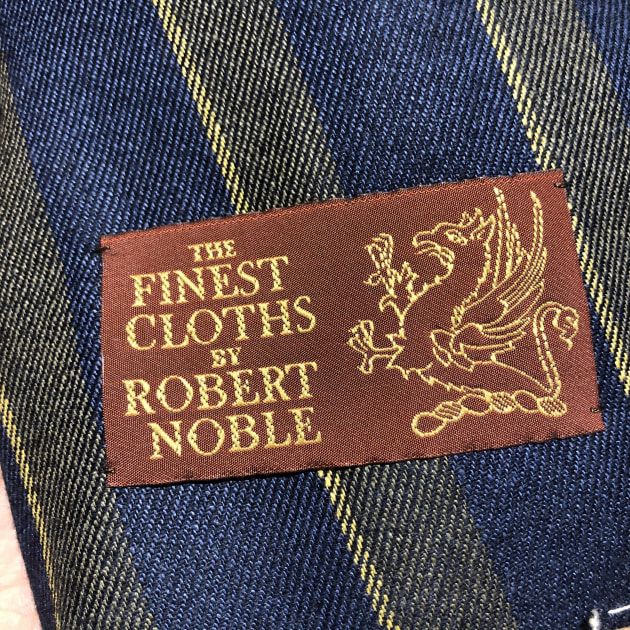 THE
FINEST
CLOTHS
BY
ROBERT
NOBLE